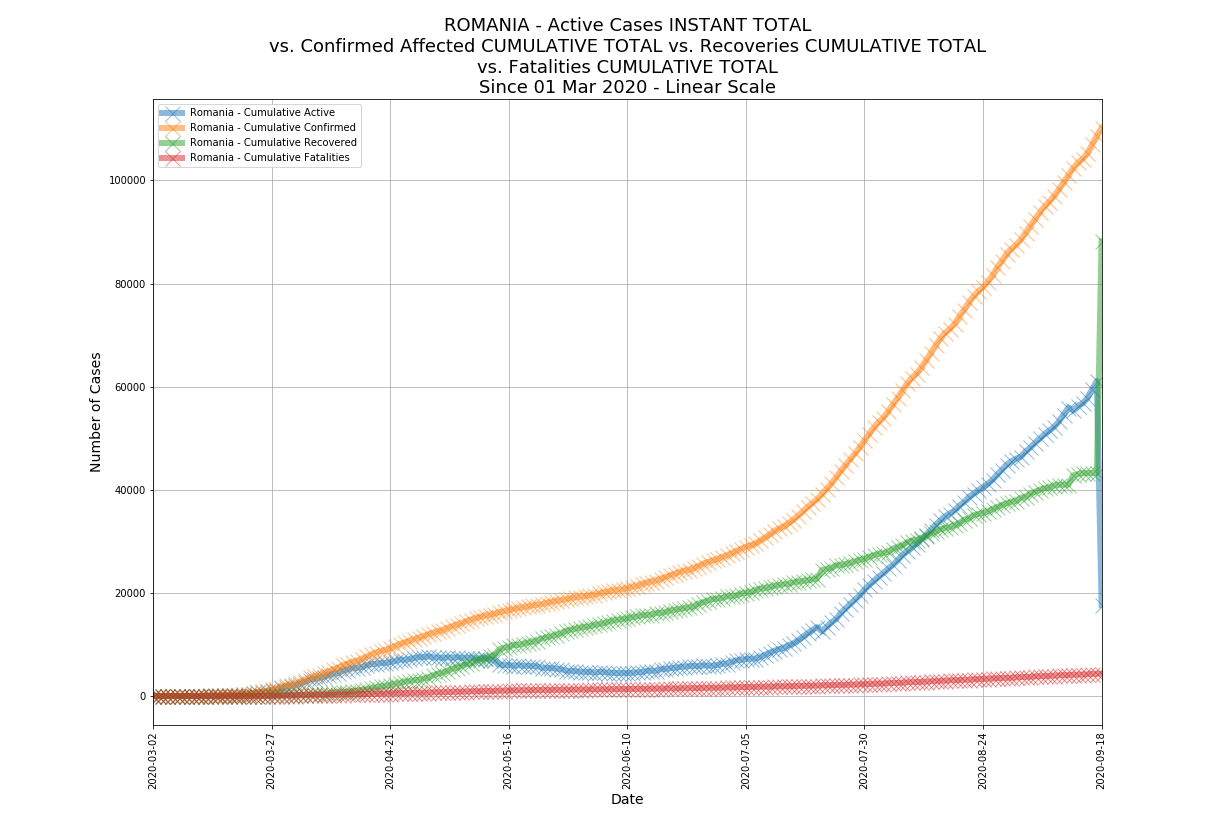 ROMANIA - Active Cases INSTANT TOTAL
vs. Confirmed Affected CUMULATIVE TOTAL vs. Recoveries CUMULATIVE TOTAL
vs. Fatalities CUMULATIVE TOTAL
Since 01 Mar 2020 - Linear Scale
Romania - Cumulative Active
Romania - Cumulative Confirmed
Romania - Cumulative Recovered
Romania - Cumulative Fatalities
Number of Cases
100000
80000
60000
40000
20000
0
2020-03-02
2020-03-27
2020-04-21
2020-05-16
2020-06-10
2020-07-05
2020-07-30
2020-08-24
2020-09-18
Date